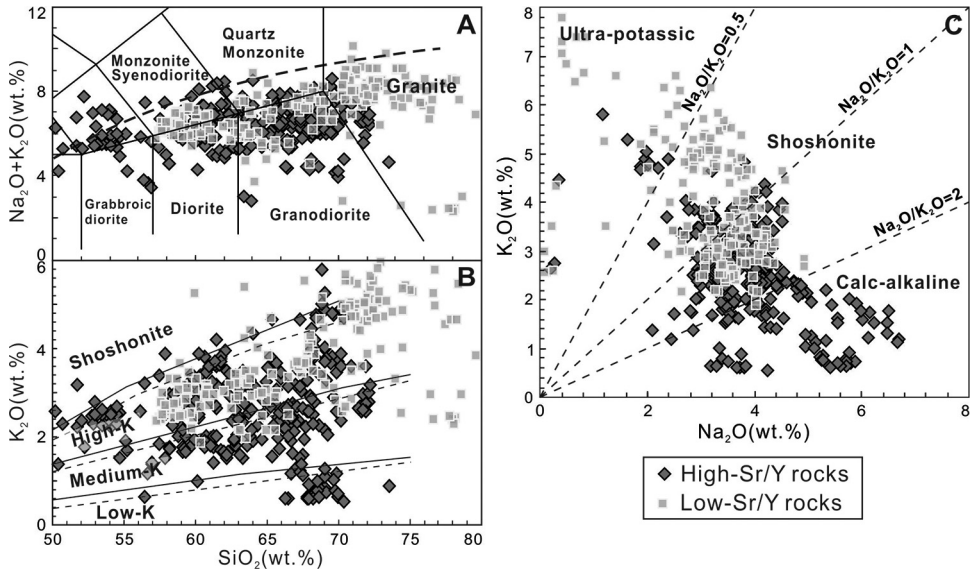 A
Na₂O+K₂O(wt.%)
12
8
4
0
Quartz
Monzonite
Monzonite
Syenodiorite
Granite
Grabbroic
diorite
Diorite
Granodiorite
B
K₂O(wt.%)
6
4
2
0
Shoshonite
High-K
Medium-K
Low-K
50
55
60
65
70
75
80
SiO₂(wt.%)
C
K₂O(wt.%)
8
7
6
5
4
3
2
1
0
Ultra-potassic
Na₂O/K₂O=0.5
Na₂O/K₂O=1
Shoshonite
Na₂O/K₂O=2
Calc-alkaline
0
2
4
6
8
Na₂O(wt.%)
High-Sr/Y rocks
Low-Sr/Y rocks